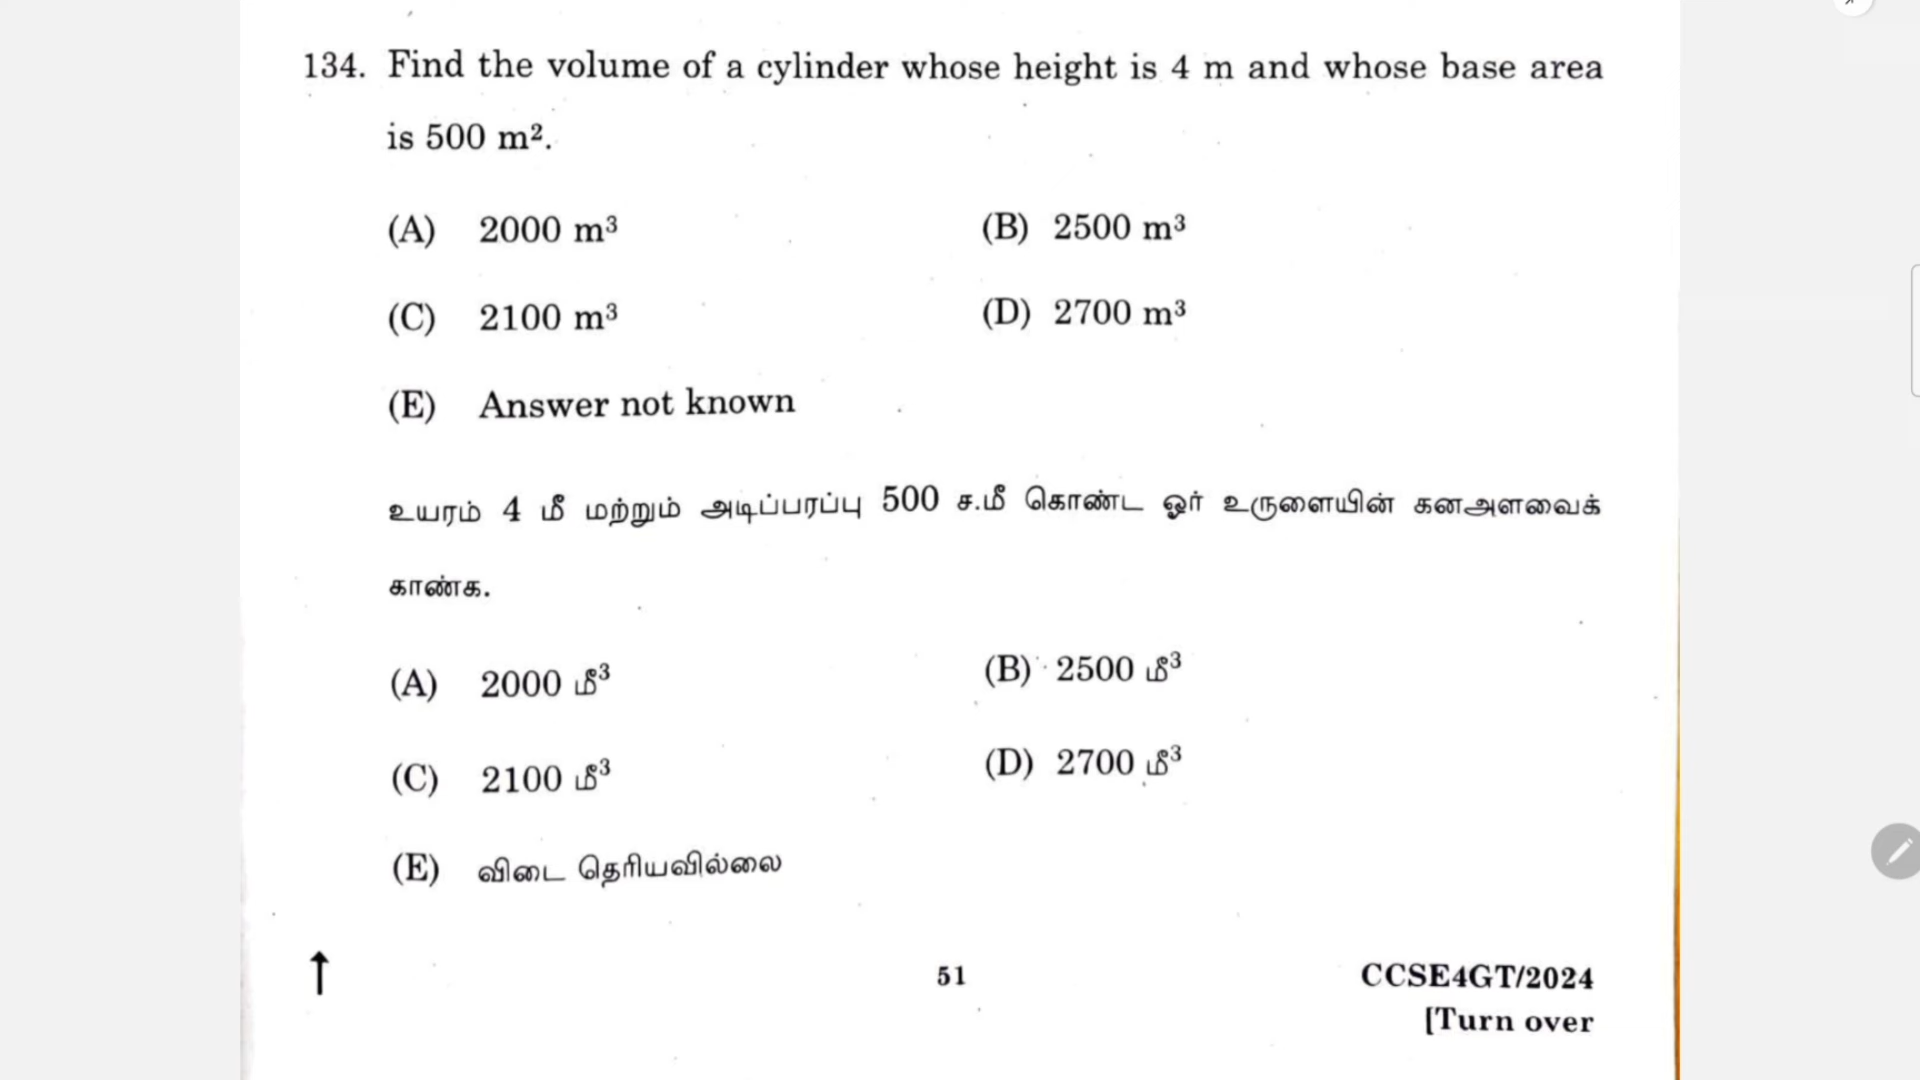 134. Find the volume of a cylinder whose height is 4 m and whose base area
is 500 m².
(A) 2000 m³ (B) 2500 m³
(C) 2100 m³ (D) 2700 m³
(E) Answer not known
உயரம் 4 மீ மற்றும் அடிப்பரப்பு 500 ச.மீ கொண்ட ஓர் உருளையின் கனஅளவைக்
காண்க.
(A) 2000 மீ³ (B) 2500 மீ³
(C) 2100 மீ³ (D) 2700 மீ³
(E) விடை தெரியவில்லை
↑ 51 CCSE4GT/2024
[Turn over